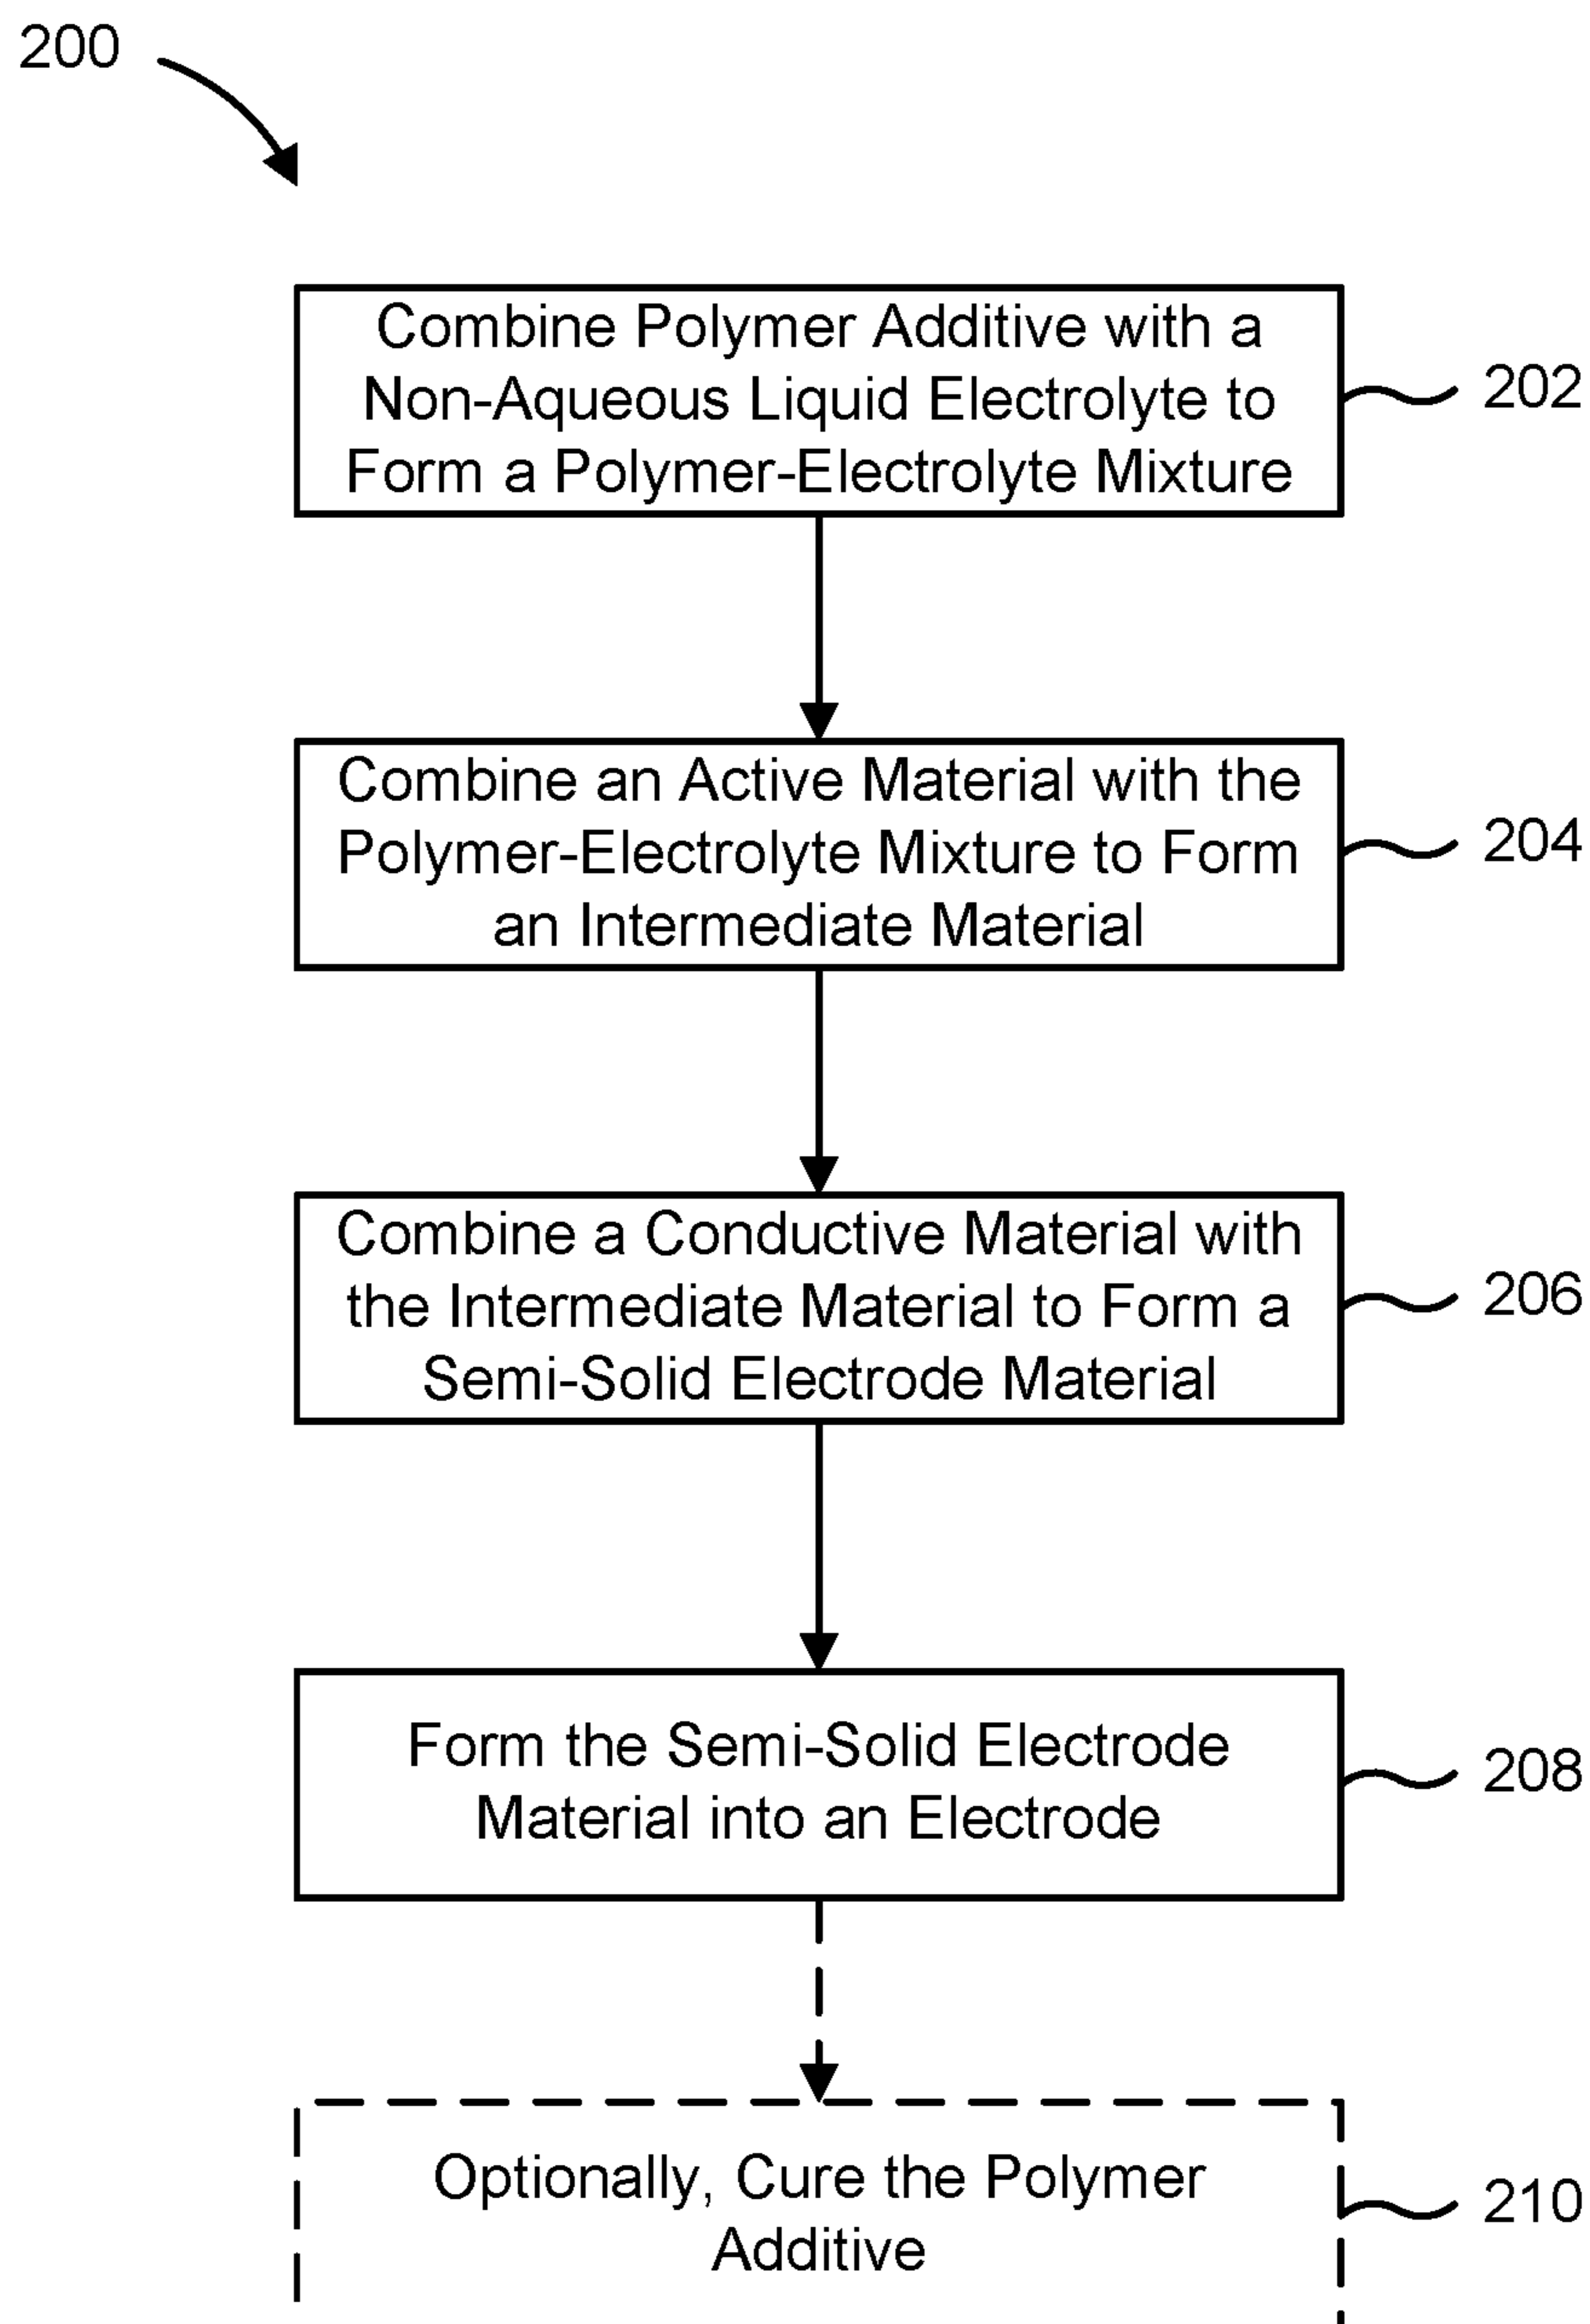 200
Combine Polymer Additive with a
Non-Aqueous Liquid Electrolyte to
Form a Polymer-Electrolyte Mixture
202
Combine an Active Material with the
Polymer-Electrolyte Mixture to Form
an Intermediate Material
204
Combine a Conductive Material with
the Intermediate Material to Form a
Semi-Solid Electrode Material
206
Form the Semi-Solid Electrode
Material into an Electrode
208
Optionally, Cure the Polymer
Additive
210